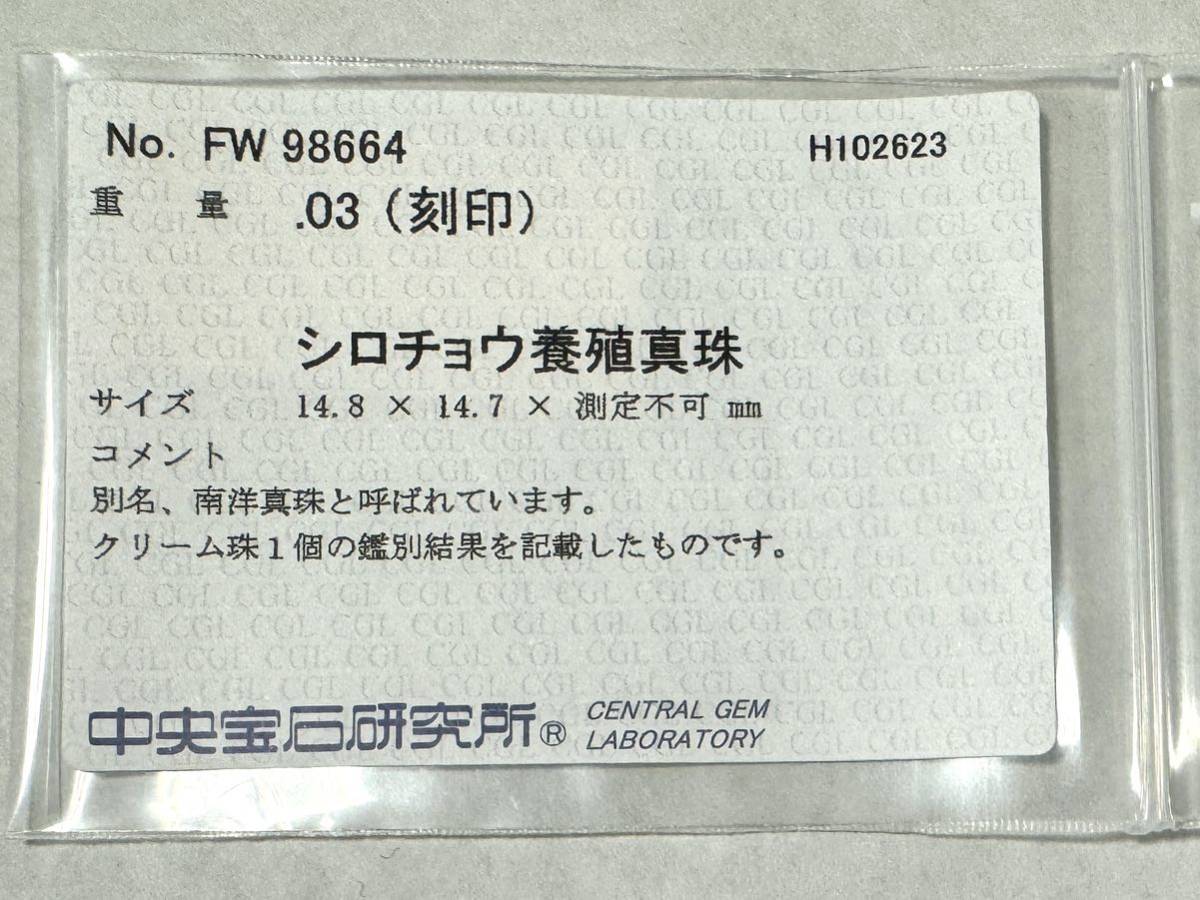 No. FW 98664 H102623
重量 .03（刻印）
シロチョウ養殖真珠
サイズ 14.8 × 14.7 × 測定不可 mm
コメント
別名、南洋真珠と呼ばれています。
クリーム珠1個の鑑別結果を記載したものです。
中央宝石研究所® CENTRAL GEM
LABORATORY